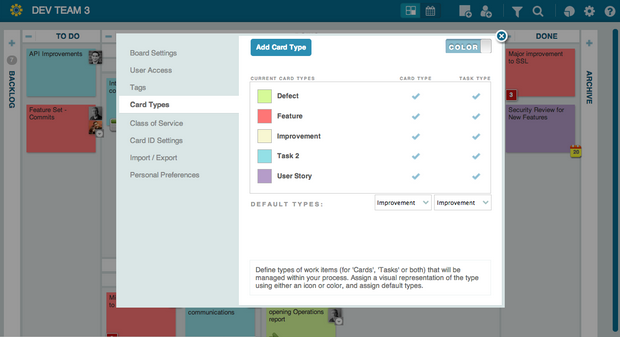 DEV TEAM 3
TO DO
DONE
BACKLOG
ARCHIVE
API Improvements
Feature Set -
Commits
Major improvement
to SSL
3
Security Review for
New Features
Board Settings
User Access
Tags
Card Types
Class of Service
Card ID Settings
Import / Export
Personal Preferences
Add Card Type
COLOR
CURRENT CARD TYPES
CARD TYPE
TASK TYPE
Defect
Feature
Improvement
Task 2
User Story
DEFAULT TYPES:
Improvement
Improvement
Define types of work items (for 'Cards', 'Tasks' or both) that will be
managed within your process. Assign a visual representation of the type
using either an icon or color, and assign default types.
communications
opening Operations
report